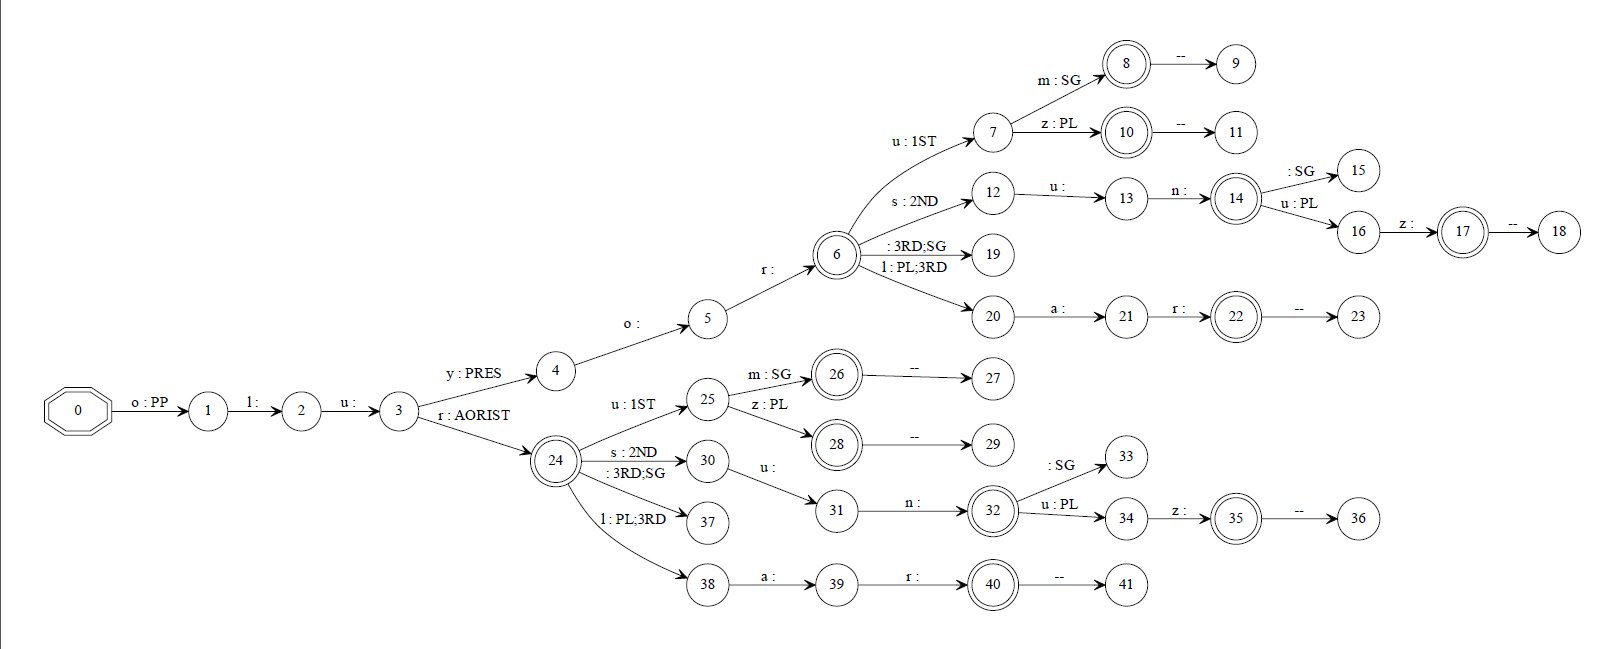 8
--
9
m : SG
z : PL
7
10
--
11
u : 1ST
: SG
15
s : 2ND
12
u :
13
n :
14
u : PL
16
z :
17
--
18
6
: 3RD;SG
19
l : PL;3RD
r :
20
a :
21
r :
22
--
23
o :
5
y : PRES
4
m : SG
26
--
27
0
o : PP
1
l :
2
u :
3
r : AORIST
u : 1ST
25
z : PL
28
--
29
24
s : 2ND
30
: 3RD;SG
u :
31
n :
32
: SG
33
u : PL
34
z :
35
--
36
37
l : PL;3RD
38
a :
39
r :
40
--
41